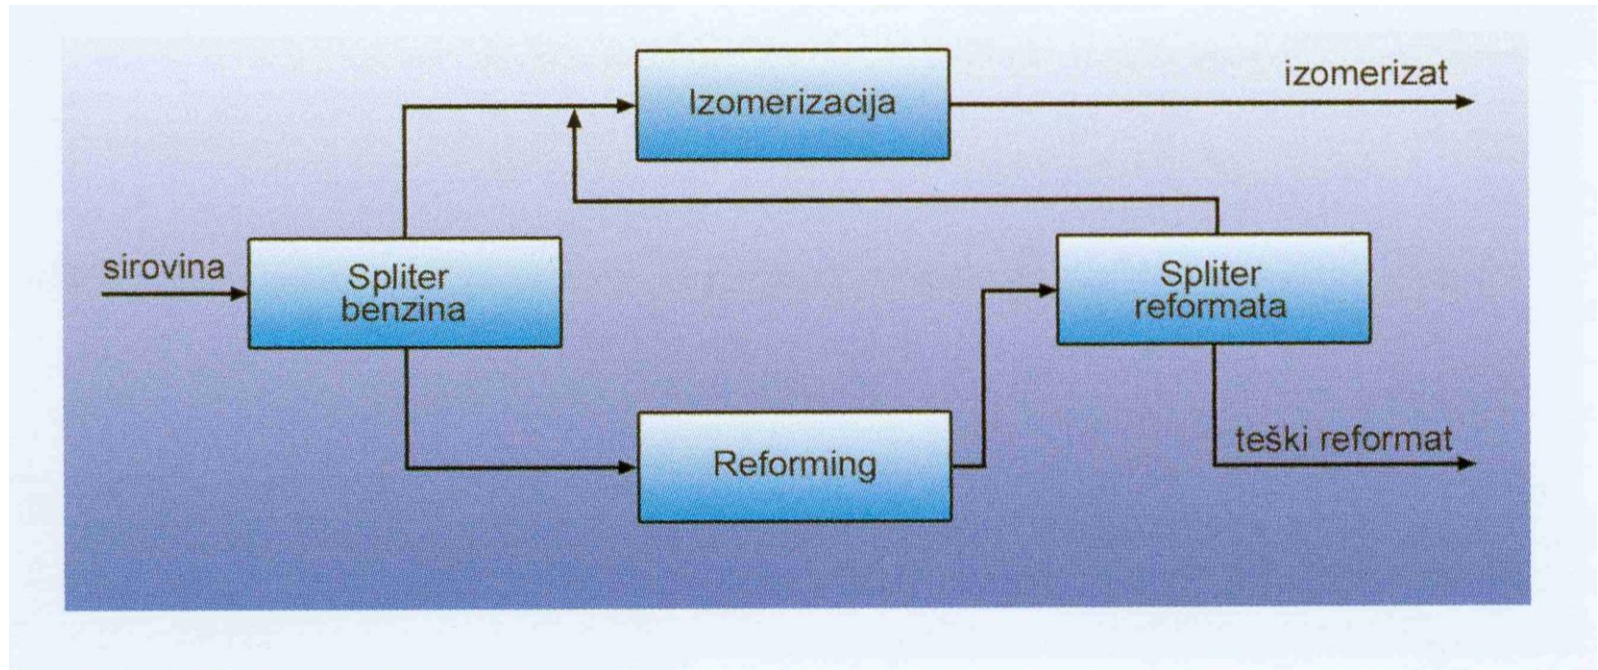 Izomerizacija
izomerizat
sirovina
Spliter
benzina
Spliter
reformata
Reforming
teški reformat